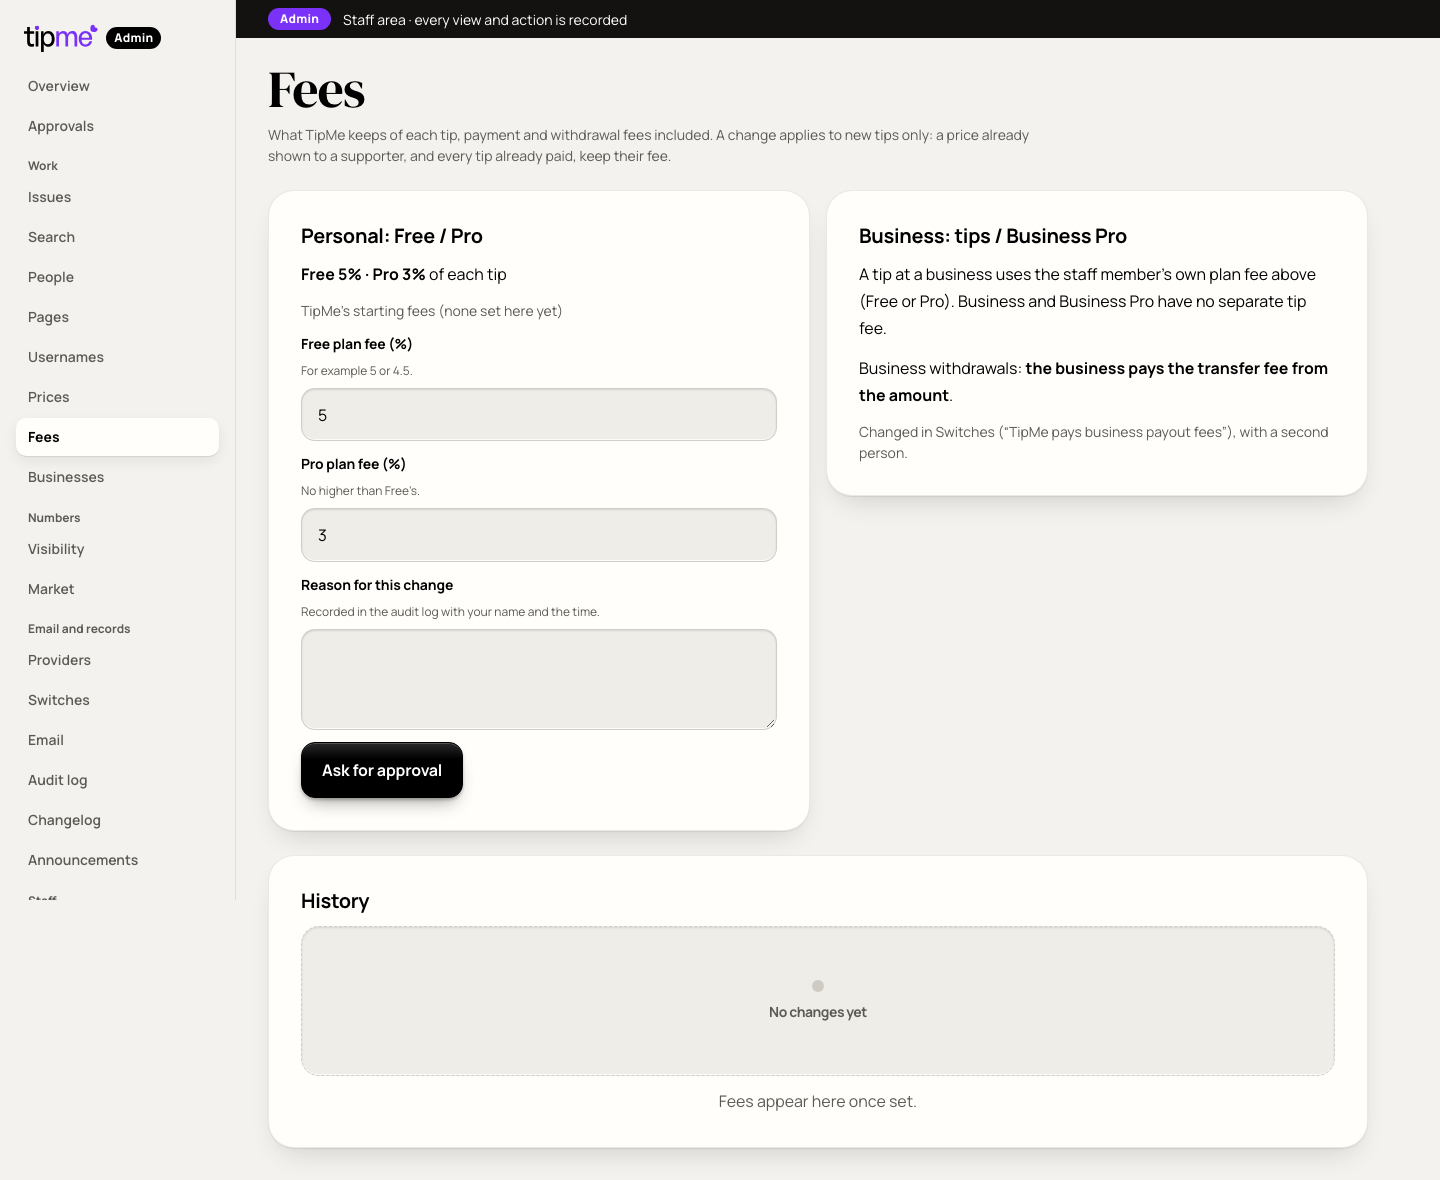 tipme Admin
Admin Staff area · every view and action is recorded
Overview
Approvals
Work
Issues
Search
People
Pages
Usernames
Prices
Fees
Businesses
Numbers
Visibility
Market
Email and records
Providers
Switches
Email
Audit log
Changelog
Announcements
Staff
Fees
What TipMe keeps of each tip, payment and withdrawal fees included. A change applies to new tips only: a price already
shown to a supporter, and every tip already paid, keep their fee.
Personal: Free / Pro
Free 5% · Pro 3% of each tip
TipMe’s starting fees (none set here yet)
Free plan fee (%)
For example 5 or 4.5.
5
Pro plan fee (%)
No higher than Free’s.
3
Reason for this change
Recorded in the audit log with your name and the time.
Ask for approval
Business: tips / Business Pro
A tip at a business uses the staff member’s own plan fee above
(Free or Pro). Business and Business Pro have no separate tip
fee.
Business withdrawals: the business pays the transfer fee from
the amount.
Changed in Switches (“TipMe pays business payout fees”), with a second
person.
History
No changes yet
Fees appear here once set.